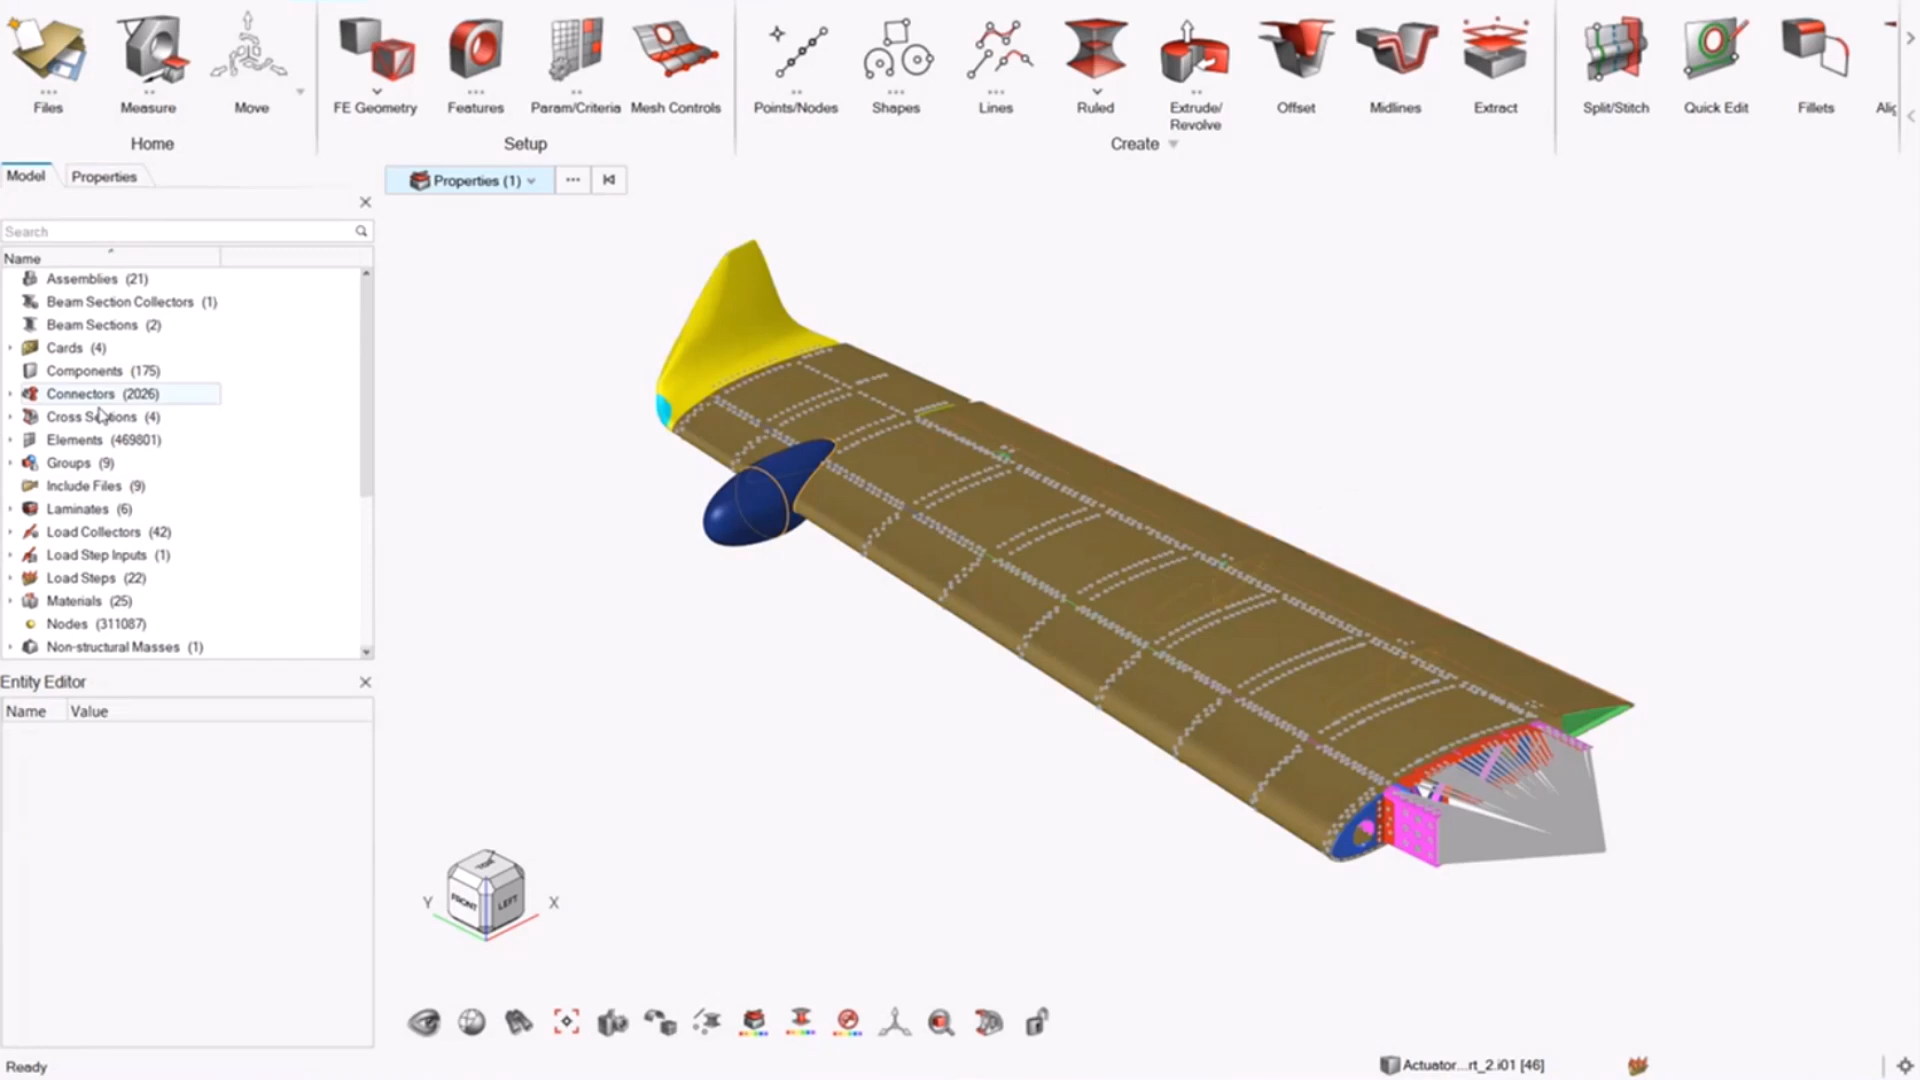 Files
Measure
Move
FE Geometry
Features
Param/Criteria
Mesh Controls
Points/Nodes
Shapes
Lines
Ruled
Extrude/
Revolve
Offset
Midlines
Extract
Split/Stitch
Quick Edit
Fillets
Home
Setup
Create
Model
Properties
Properties (1)
Search
Name
Assemblies (21)
Beam Section Collectors (1)
Beam Sections (2)
Cards (4)
Components (175)
Connectors (2026)
Cross Sections (4)
Elements (469801)
Groups (9)
Include Files (9)
Laminates (6)
Load Collectors (42)
Load Step Inputs (1)
Load Steps (22)
Materials (25)
Nodes (311087)
Non-structural Masses (1)
Entity Editor
Name Value
TOP
FRONT
LEFT
Y
X
Ready
Actuator...rt_2.i01 [46]